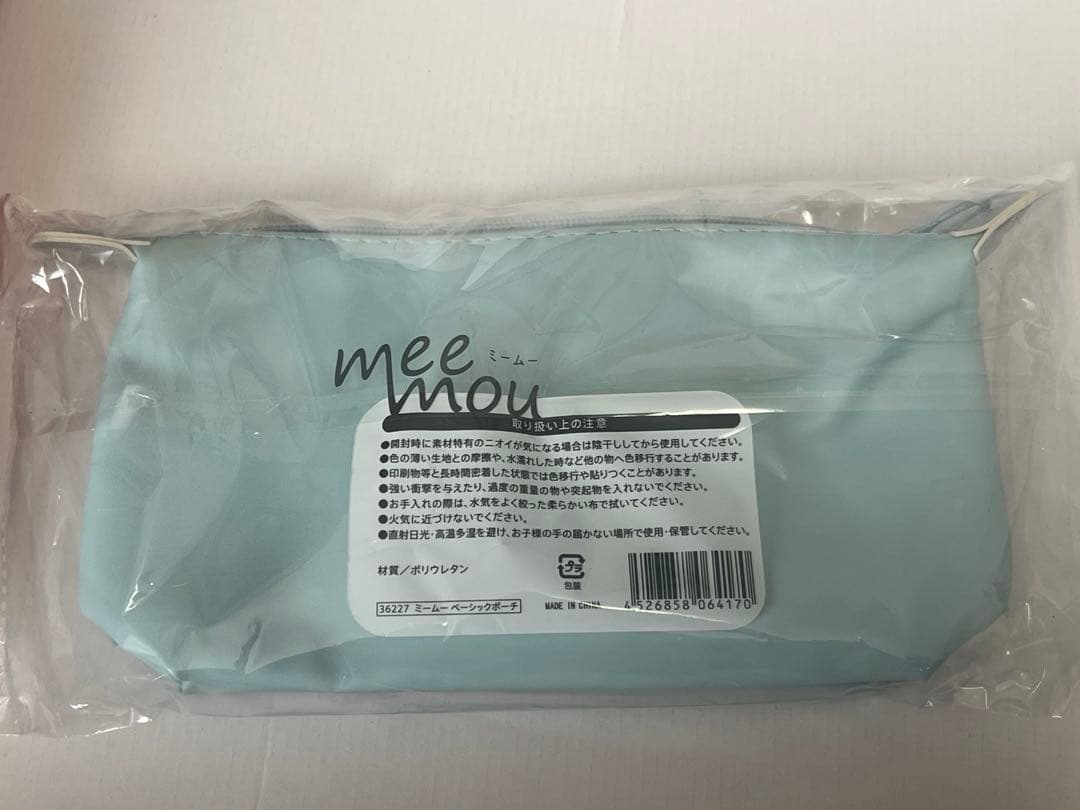 mee ミームー
mou
取り扱い上の注意
●開封時に素材特有のニオイが気になる場合は陰干ししてから使用してください。
●色の薄い生地との摩擦や、水濡れした時など他の物へ色移行することがあります。
●印刷物等と長時間密着した状態では色移行や貼りつくことがあります。
●強い衝撃を与えたり、過度の重量の物や突起物を入れないでください。
●お手入れの際は、水気をよく絞った柔らかい布で拭いてください。
●火気に近づけないでください。
●直射日光・高温多湿を避け、お子様の手の届かない場所で使用・保管してください。
材質／ポリウレタン
プラ
包装
36227 ミームー ベーシックポーチ
MADE IN CHINA
4 526858 064170